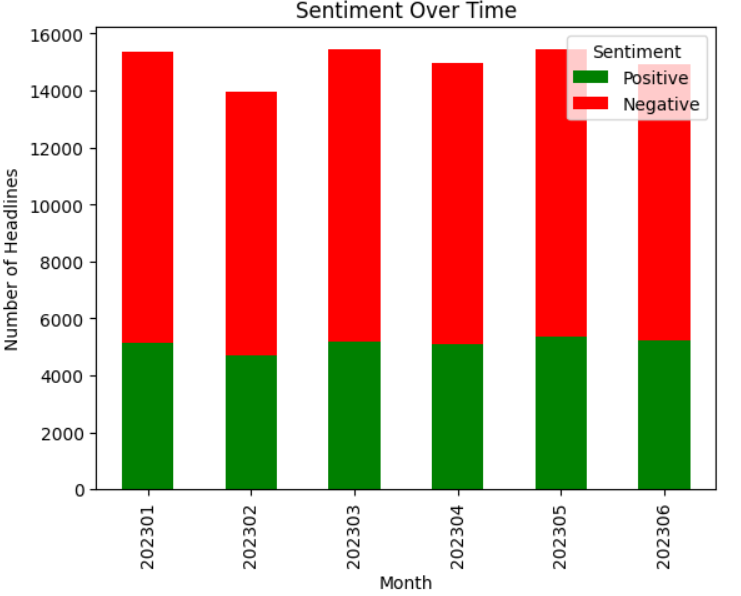 Sentiment Over Time
Number of Headlines
16000
14000
12000
10000
8000
6000
4000
2000
0
Sentiment
Positive
Negative
202301
202302
202303
202304
202305
202306
Month